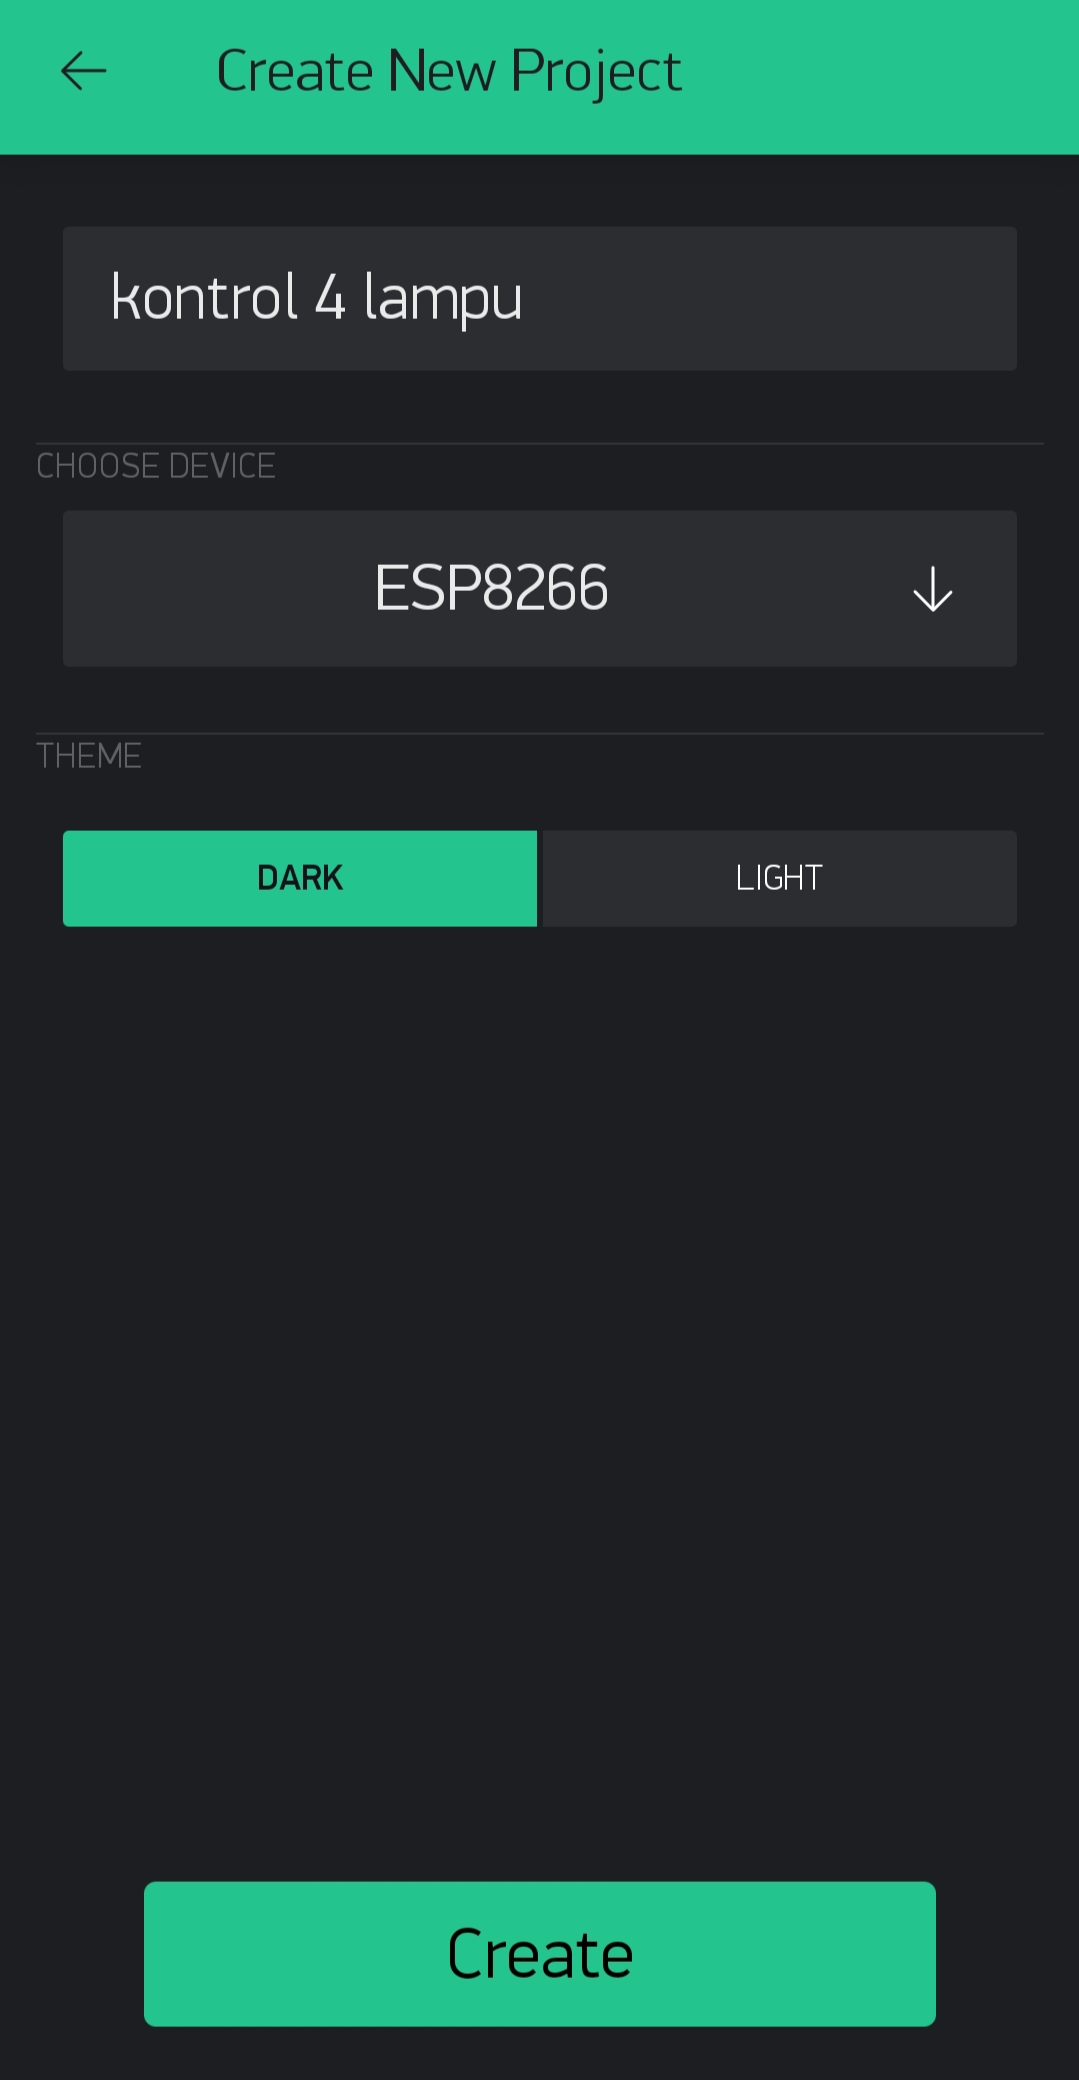 Create New Project
kontrol 4 lampu
CHOOSE DEVICE
ESP8266
THEME
DARK
LIGHT
Create